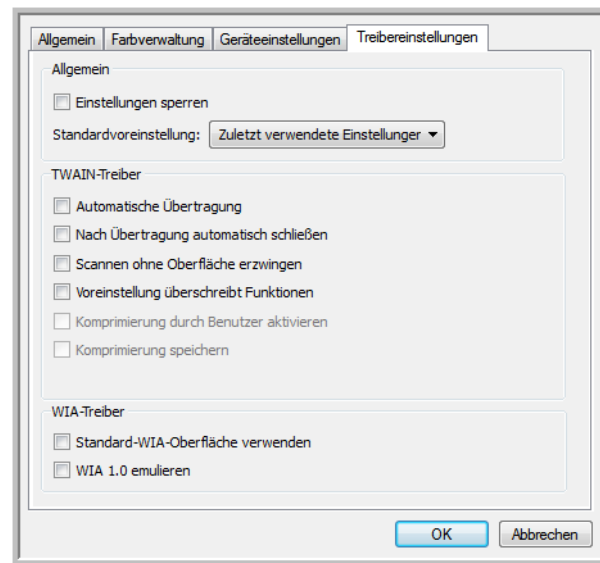 Allgemein Farbverwaltung Geräteeinstellungen Treibereinstellungen
Allgemein
Einstellungen sperren
Standardvoreinstellung: Zuletzt verwendete Einstellunger
TWAIN-Treiber
Automatische Übertragung
Nach Übertragung automatisch schließen
Scannen ohne Oberfläche erzwingen
Voreinstellung überschreibt Funktionen
Komprimierung durch Benutzer aktivieren
Komprimierung speichern
WIA-Treiber
Standard-WIA-Oberfläche verwenden
WIA 1.0 emulieren
OK Abbrechen